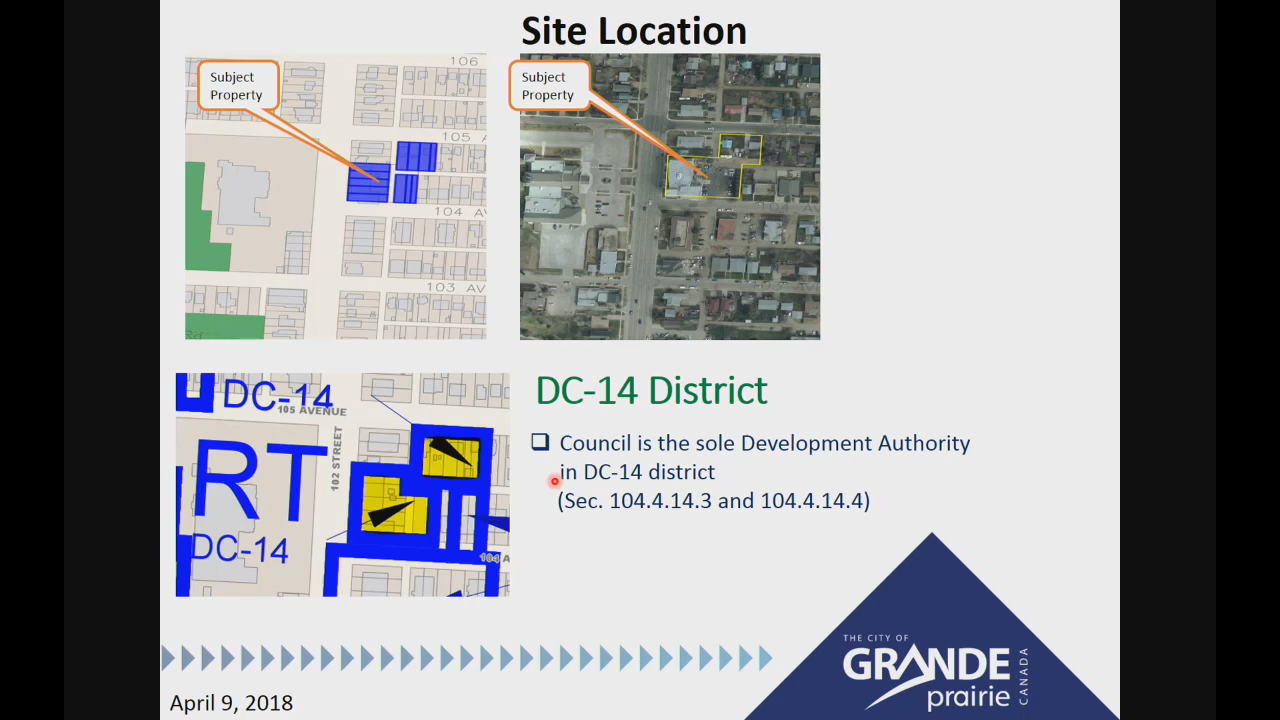 Site Location
106
Subject
Property
105 A
104 AV
103 AV
Subject
Property
DC-14
105 AVENUE
RT
102 STREET
DC-14
104 A
DC-14 District
Council is the sole Development Authority
in DC-14 district
(Sec. 104.4.14.3 and 104.4.14.4)
THE CITY OF
GRANDE
prairie
CANADA
April 9, 2018